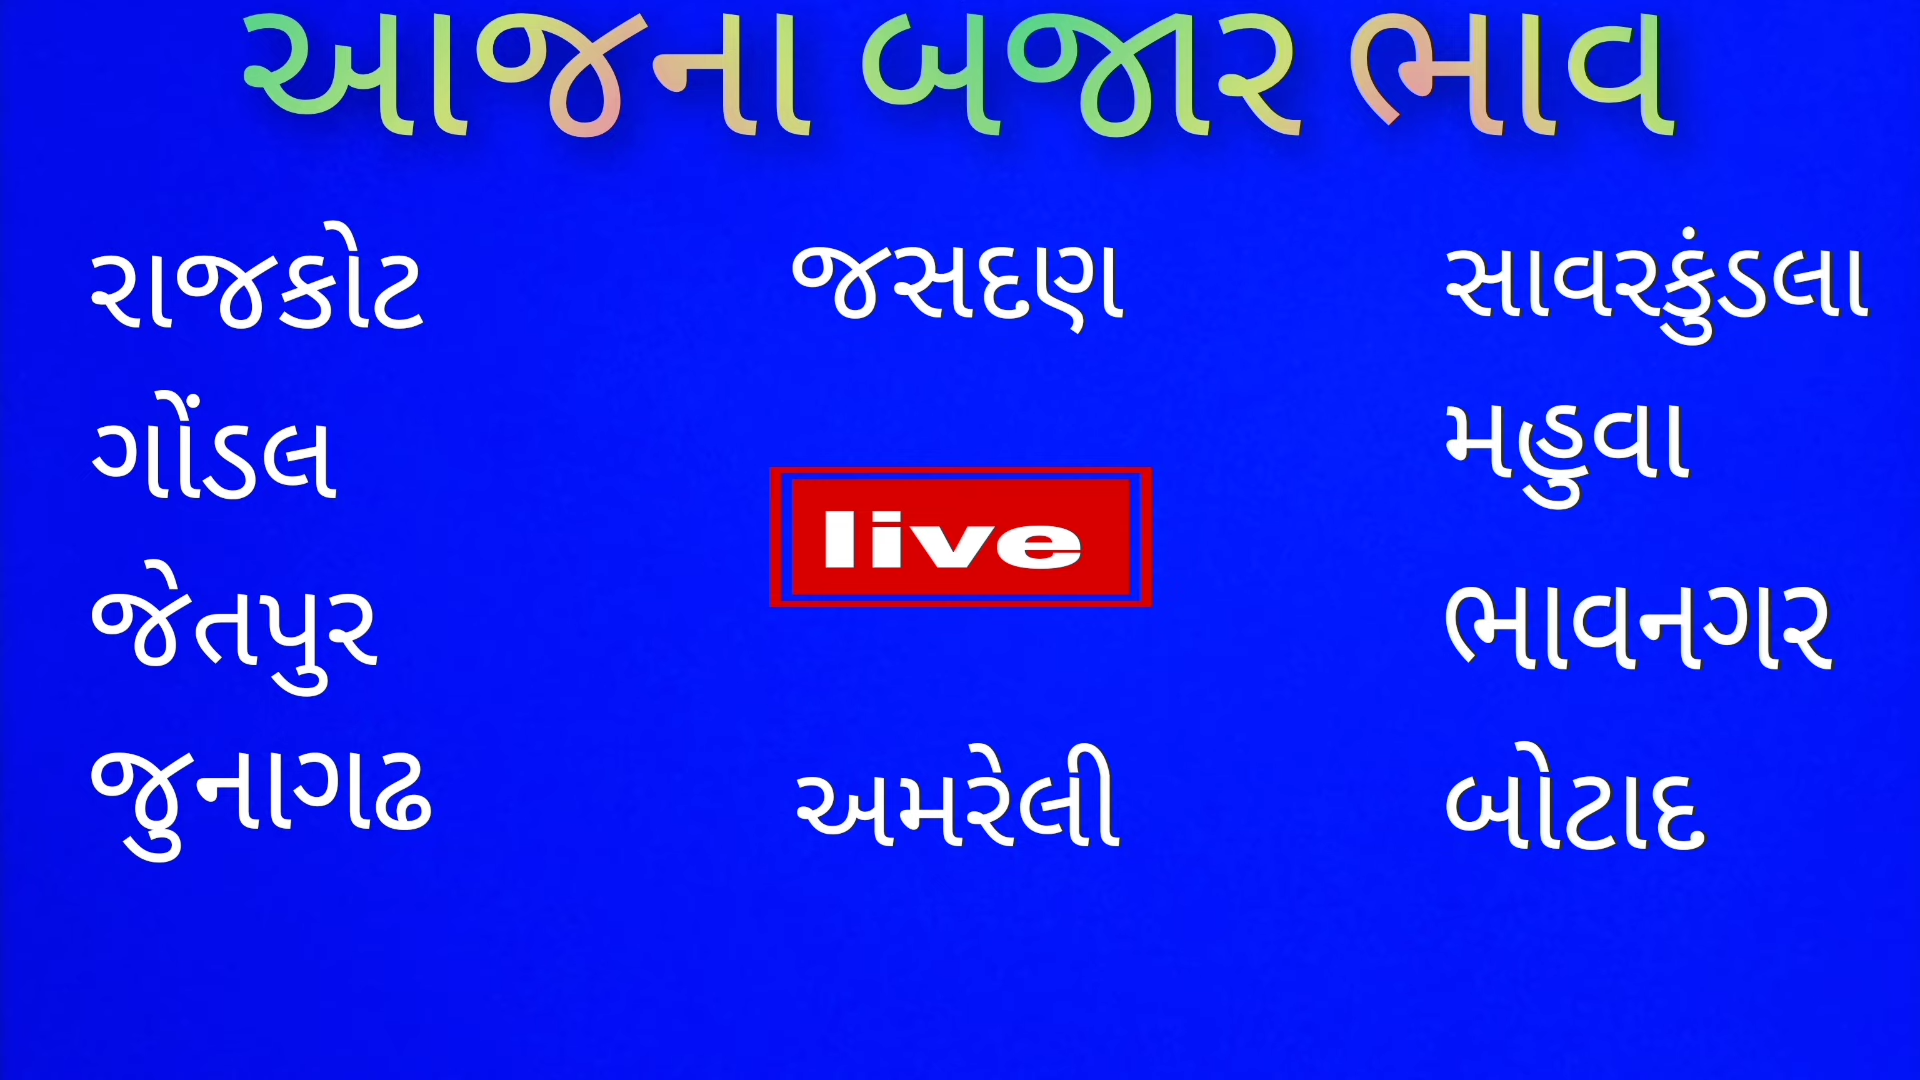 આજના બજાર ભાવ
રાજકોટ
ગોંડલ
જેતપુર
જુનાગઢ
જસદણ
live
અમરેલી
સાવરકુંડલા
મહુવા
ભાવનગર
બોટાદ